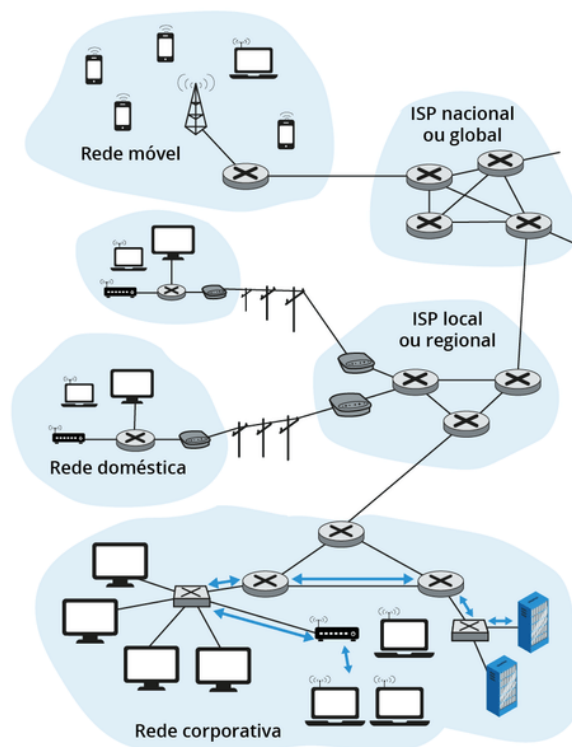 Rede móvel
ISP nacional
ou global
ISP local
ou regional
Rede doméstica
Rede corporativa